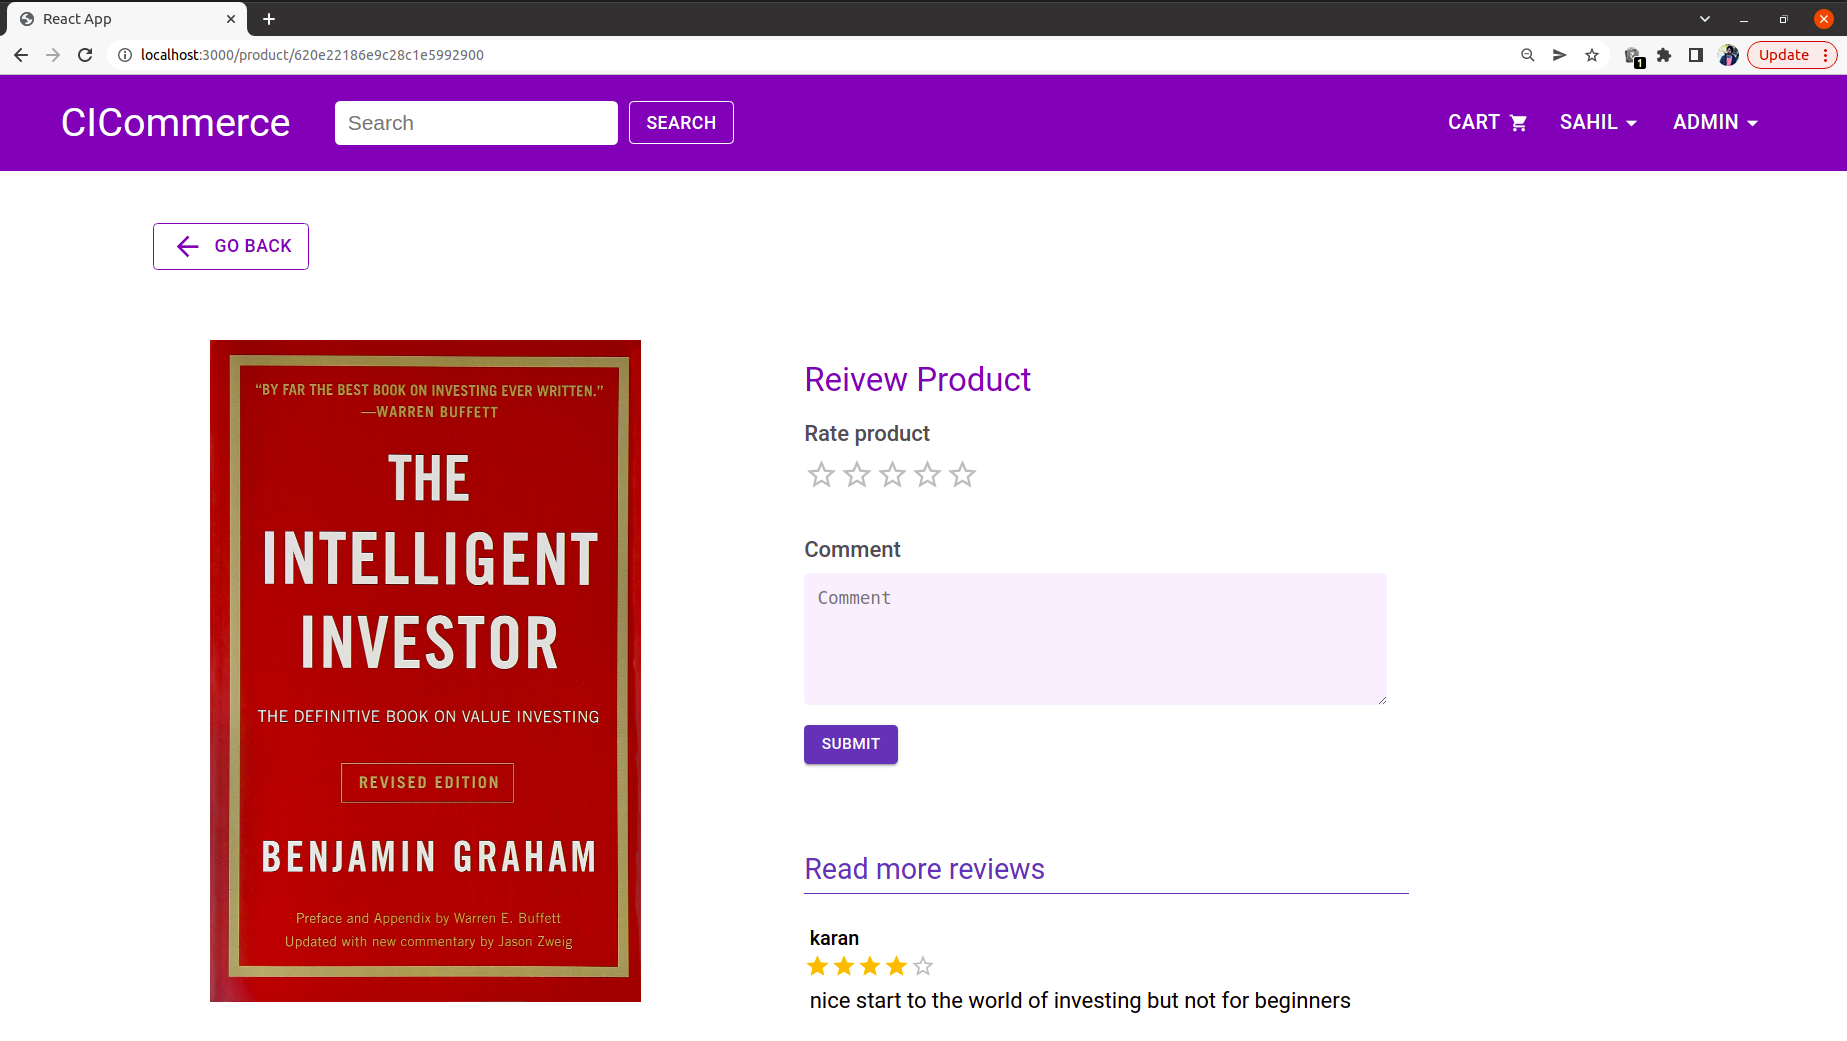 React App
localhost:3000/product/620e22186e9c28c1e5992900
1
Update
CICommerce
Search
SEARCH
CART
SAHIL
ADMIN
GO BACK
“BY FAR THE BEST BOOK ON INVESTING EVER WRITTEN.”
—WARREN BUFFETT
THE
INTELLIGENT
INVESTOR
THE DEFINITIVE BOOK ON VALUE INVESTING
REVISED EDITION
BENJAMIN GRAHAM
Preface and Appendix by Warren E. Buffett
Updated with new commentary by Jason Zweig
Reivew Product
Rate product
Comment
Comment
SUBMIT
Read more reviews
karan
nice start to the world of investing but not for beginners